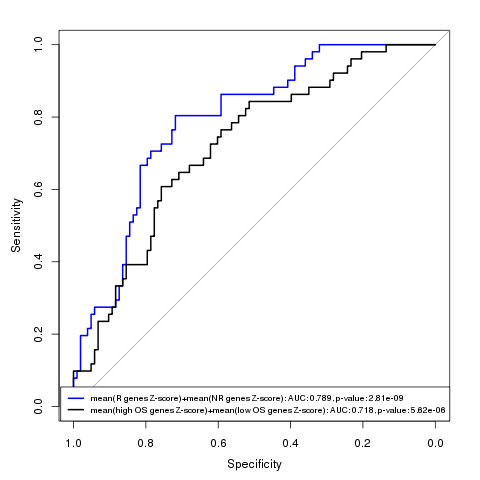 1.0
0.8
0.6
0.4
0.2
0.0
Sensitivity
mean(R genes Z-score)+mean(NR genes Z-score): AUC:0.789, p-value:2.81e-09
mean(high OS genes Z-score)+mean(low OS genes Z-score): AUC:0.718, p-value:5.62e-06
1.0 0.8 0.6 0.4 0.2 0.0
Specificity